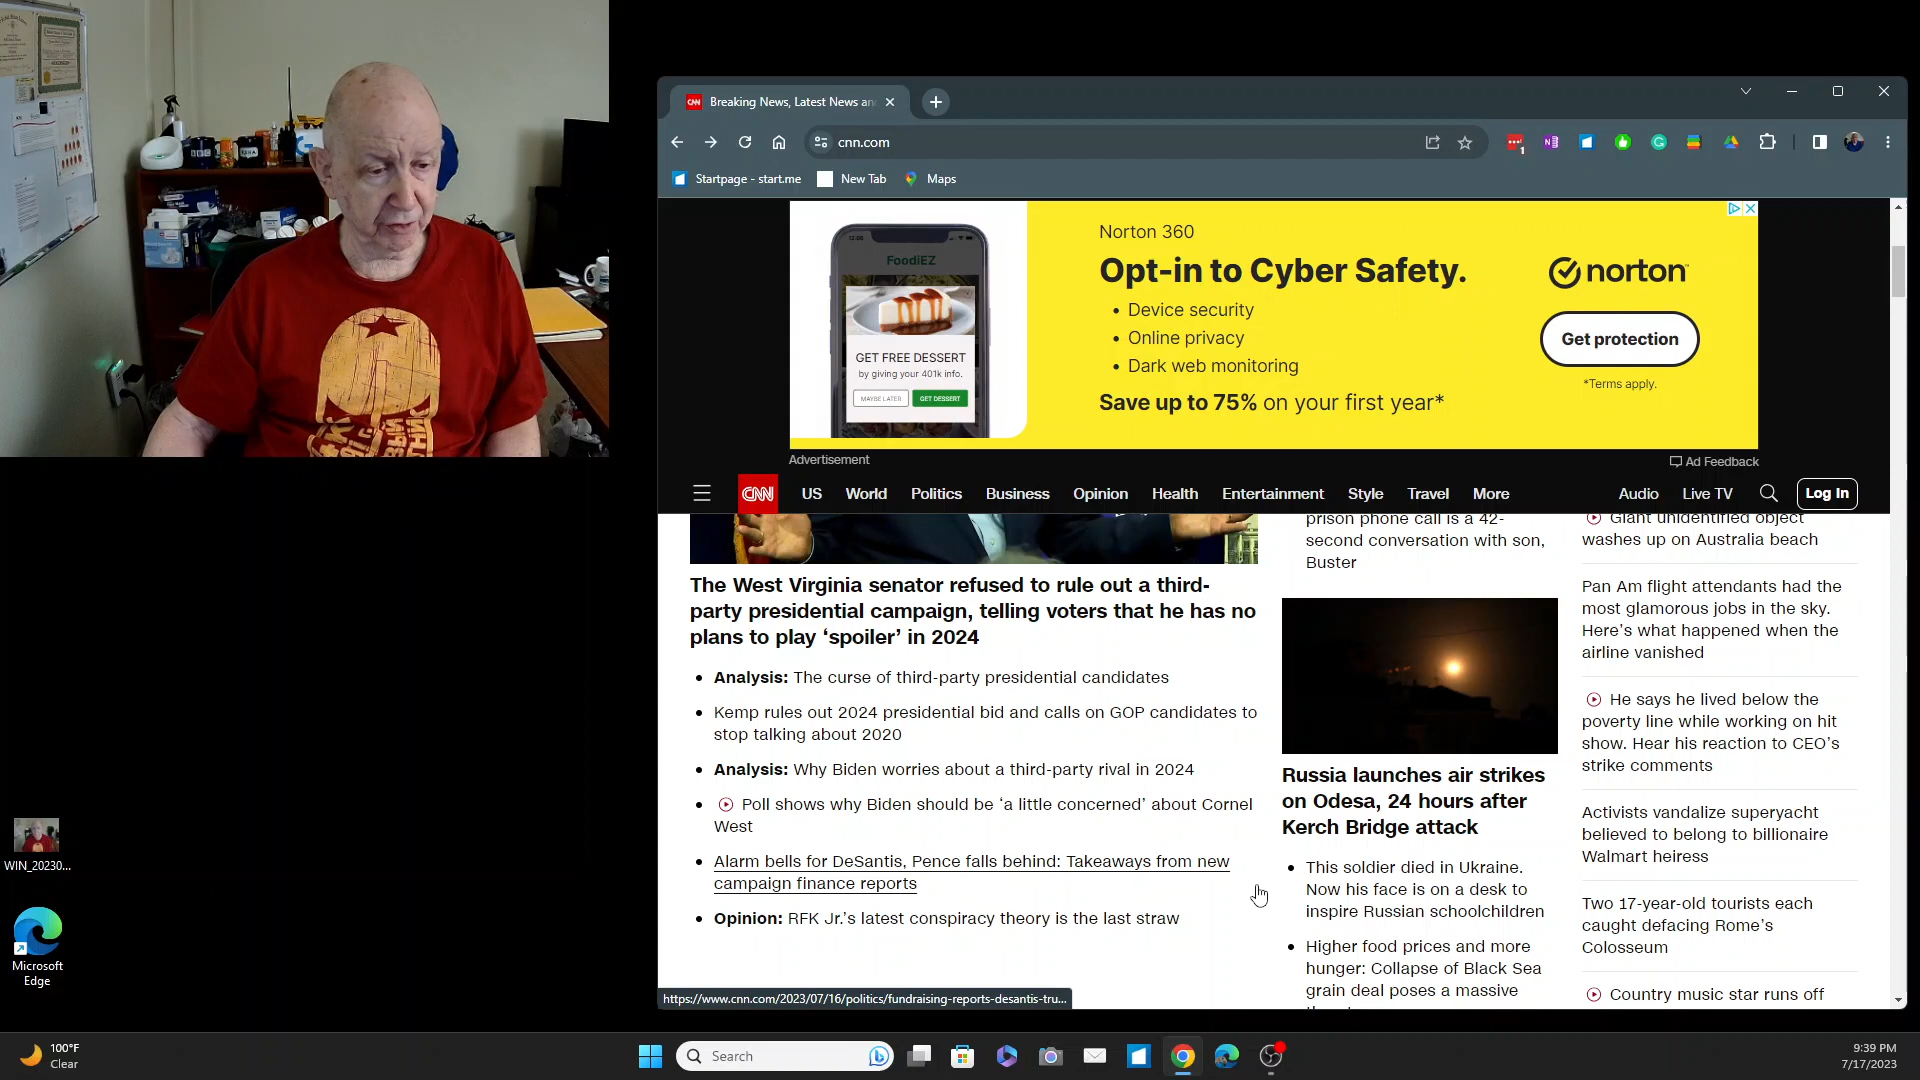 Breaking News, Latest News an
cnn.com
1
Startpage - start.me
New Tab
Maps
FoodiEZ
GET FREE DESSERT
by giving your 401k info.
MAYBE LATER
GET DESSERT
Norton 360
Opt-in to Cyber Safety.
• Device security
• Online privacy
• Dark web monitoring
Save up to 75% on your first year*
norton
Get protection
*Terms apply.
Advertisement
Ad Feedback
CNN
US
World
Politics
Business
Opinion
Health
Entertainment
Style
Travel
More
Audio
Live TV
Log In
The West Virginia senator refused to rule out a third-
party presidential campaign, telling voters that he has no
plans to play ‘spoiler’ in 2024
• Analysis: The curse of third-party presidential candidates
• Kemp rules out 2024 presidential bid and calls on GOP candidates to
stop talking about 2020
• Analysis: Why Biden worries about a third-party rival in 2024
• Poll shows why Biden should be ‘a little concerned’ about Cornel
West
• Alarm bells for DeSantis, Pence falls behind: Takeaways from new
campaign finance reports
• Opinion: RFK Jr.’s latest conspiracy theory is the last straw
prison phone call is a 42-
second conversation with son,
Buster
Russia launches air strikes
on Odesa, 24 hours after
Kerch Bridge attack
• This soldier died in Ukraine.
Now his face is on a desk to
inspire Russian schoolchildren
• Higher food prices and more
hunger: Collapse of Black Sea
grain deal poses a massive
Giant unidentified object
washes up on Australia beach
Pan Am flight attendants had the
most glamorous jobs in the sky.
Here’s what happened when the
airline vanished
He says he lived below the
poverty line while working on hit
show. Hear his reaction to CEO’s
strike comments
Activists vandalize superyacht
believed to belong to billionaire
Walmart heiress
Two 17-year-old tourists each
caught defacing Rome’s
Colosseum
Country music star runs off
https://www.cnn.com/2023/07/16/politics/fundraising-reports-desantis-tru...
WIN_20230...
Microsoft
Edge
100°F
Clear
Search
9:39 PM
7/17/2023